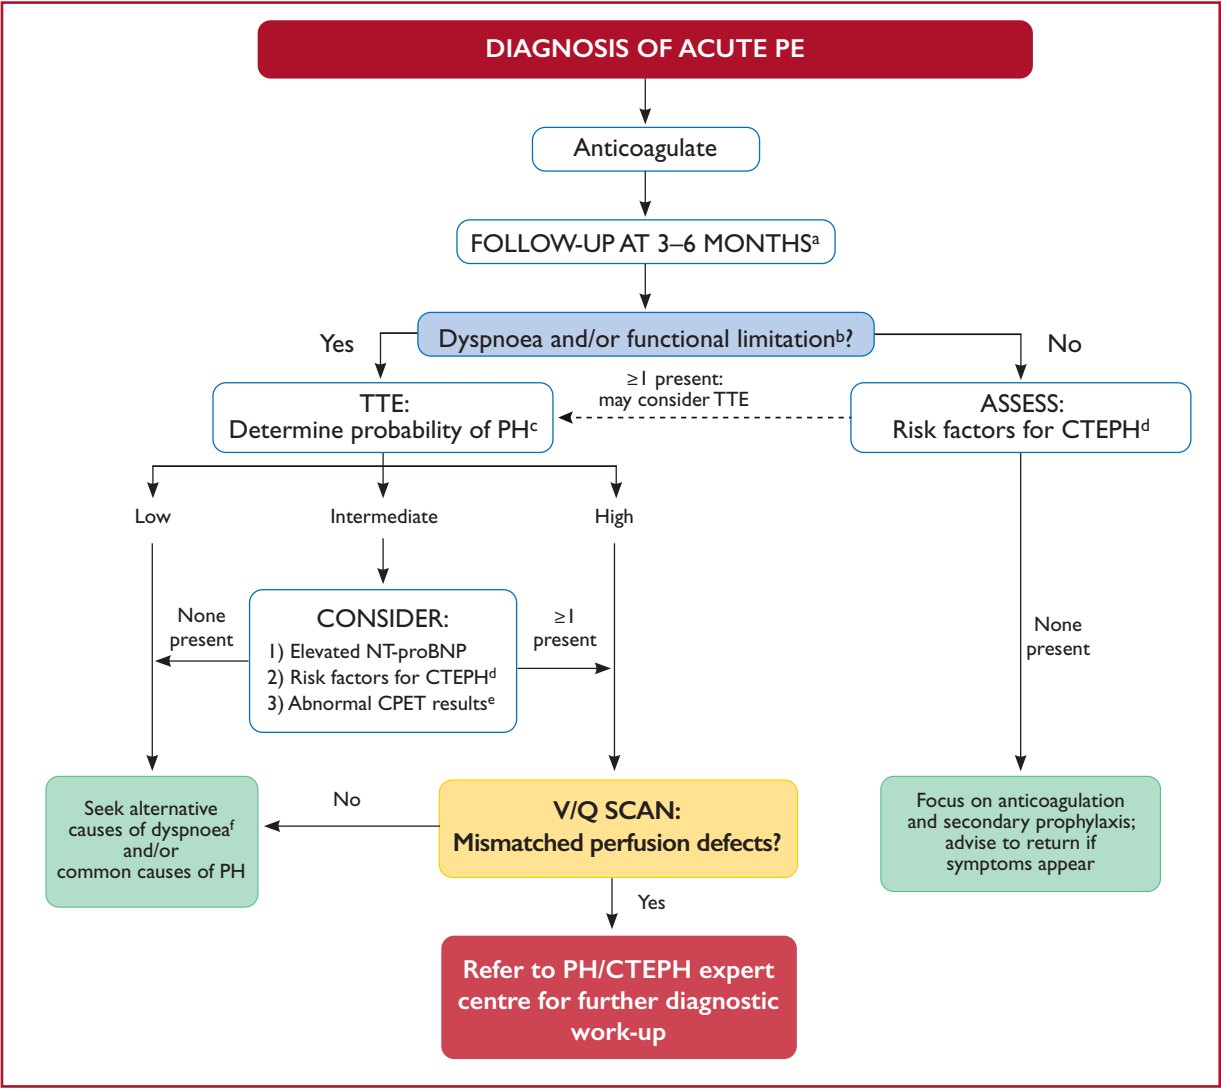 DIAGNOSIS OF ACUTE PE
Anticoagulate
FOLLOW-UP AT 3–6 MONTHSᵃ
Dyspnoea and/or functional limitationᵇ?
Yes
No
TTE:
Determine probability of PHᶜ
≥1 present:
may consider TTE
ASSESS:
Risk factors for CTEPHᵈ
Low
Intermediate
High
None
present
CONSIDER:
1) Elevated NT-proBNP
2) Risk factors for CTEPHᵈ
3) Abnormal CPET resultsᵉ
≥1
present
None
present
Seek alternative
causes of dyspnoeaᶠ
and/or
common causes of PH
No
V/Q SCAN:
Mismatched perfusion defects?
Focus on anticoagulation
and secondary prophylaxis;
advise to return if
symptoms appear
Yes
Refer to PH/CTEPH expert
centre for further diagnostic
work-up